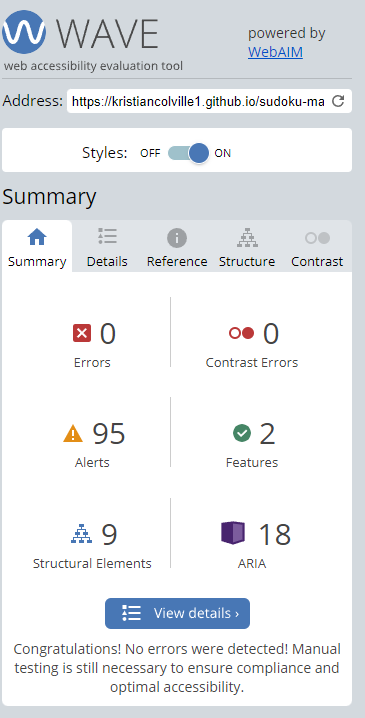 WAVE
powered by
WebAIM
web accessibility evaluation tool
Address: https://kristiancolville1.github.io/sudoku-ma
Styles: OFF ON
Summary
Summary Details Reference Structure Contrast
0 0
Errors Contrast Errors
95 2
Alerts Features
9 18
Structural Elements ARIA
View details ›
Congratulations! No errors were detected! Manual
testing is still necessary to ensure compliance and
optimal accessibility.